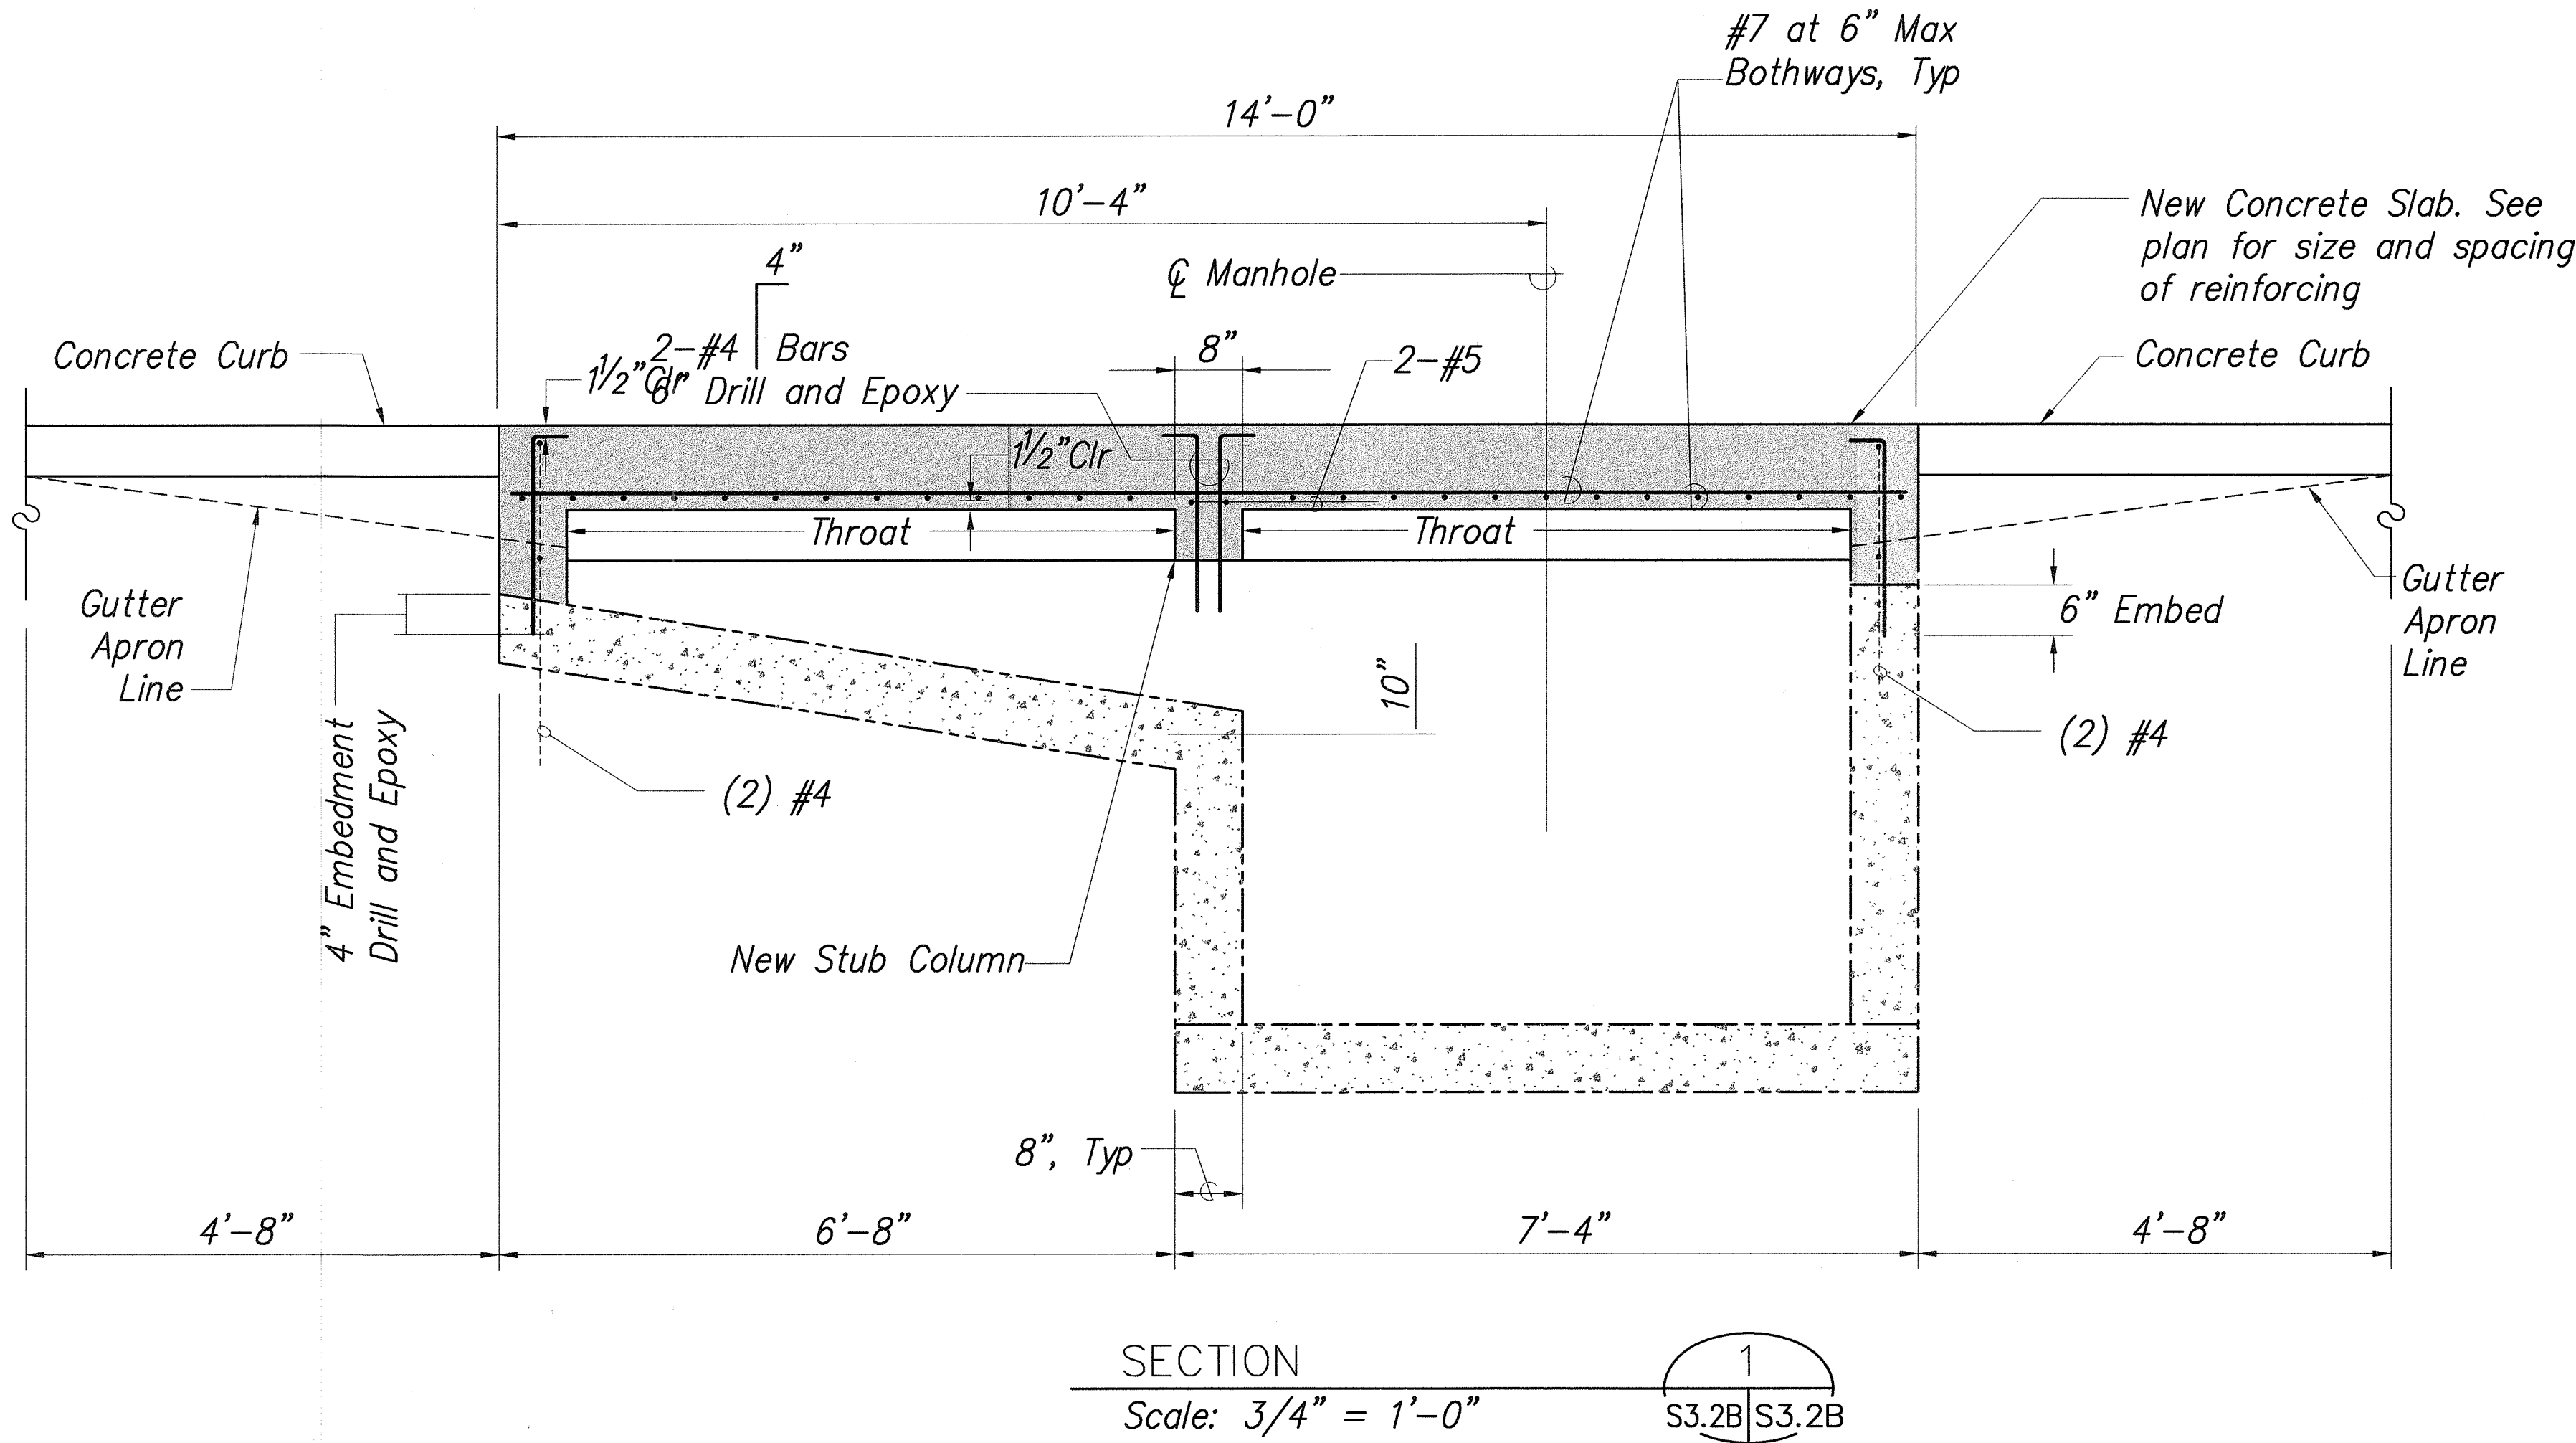 #7 at 6" Max
Bothways, Typ
14'-0"
10'-4"
New Concrete Slab. See
plan for size and spacing
of reinforcing
4"
℄ Manhole
Concrete Curb
2-#4 Bars
8"
2-#5
Concrete Curb
1½" Clr
6" Drill and Epoxy
1½" Clr
Throat
Throat
Gutter
Apron
Line
6" Embed
Gutter
Apron
Line
10"
4" Embedment
Drill and Epoxy
(2) #4
(2) #4
New Stub Column
8", Typ
4'-8"
6'-8"
7'-4"
4'-8"
SECTION
1
Scale: 3/4" = 1'-0"
S3.2B S3.2B